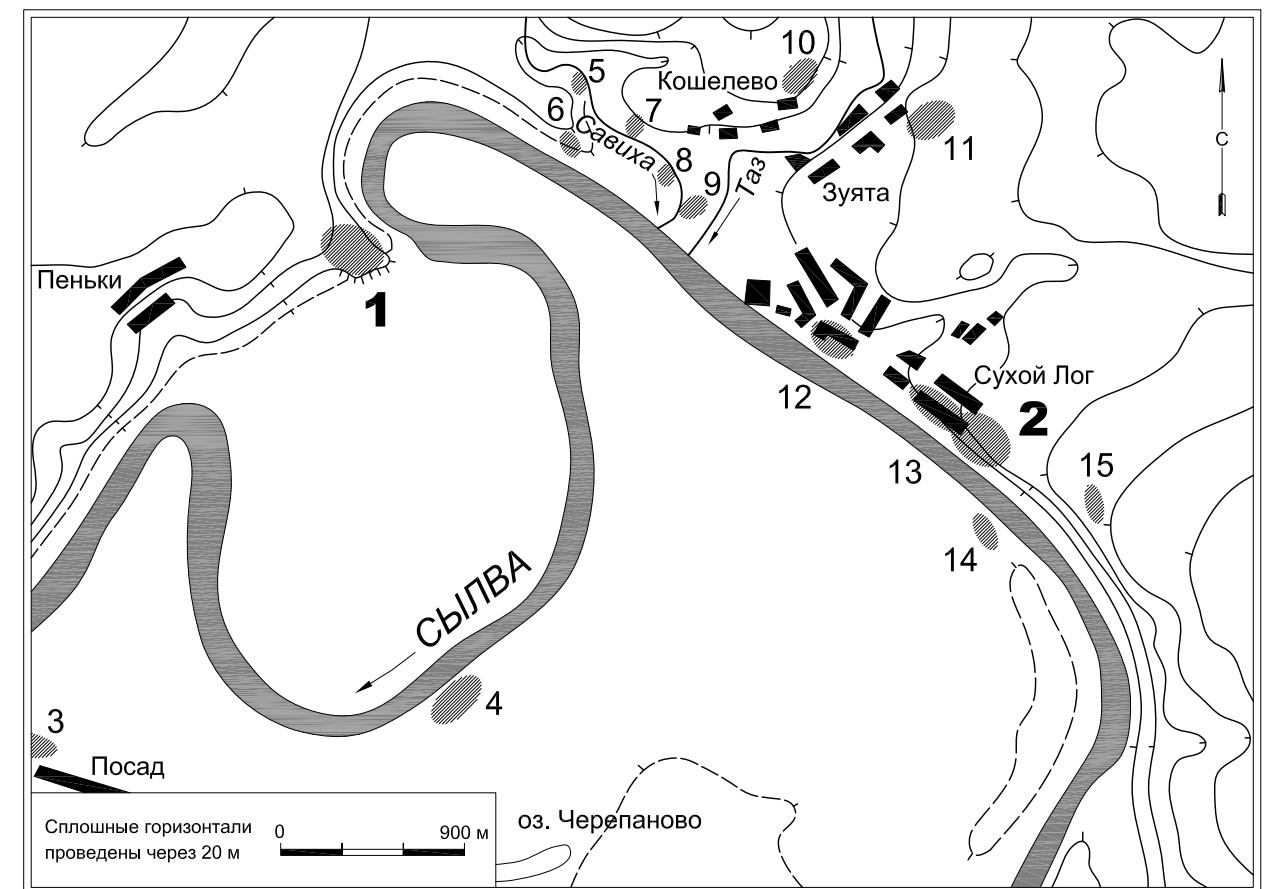 10
5
Кошелево
6
7
Савиха
11
8
9
Таз
Зуята
С
Пеньки
1
12
Сухой Лог
2
13
15
14
СЫЛВА
4
3
Посад
Сплошные горизонтали
проведены через 20 м
0
900 м
оз. Черепаново